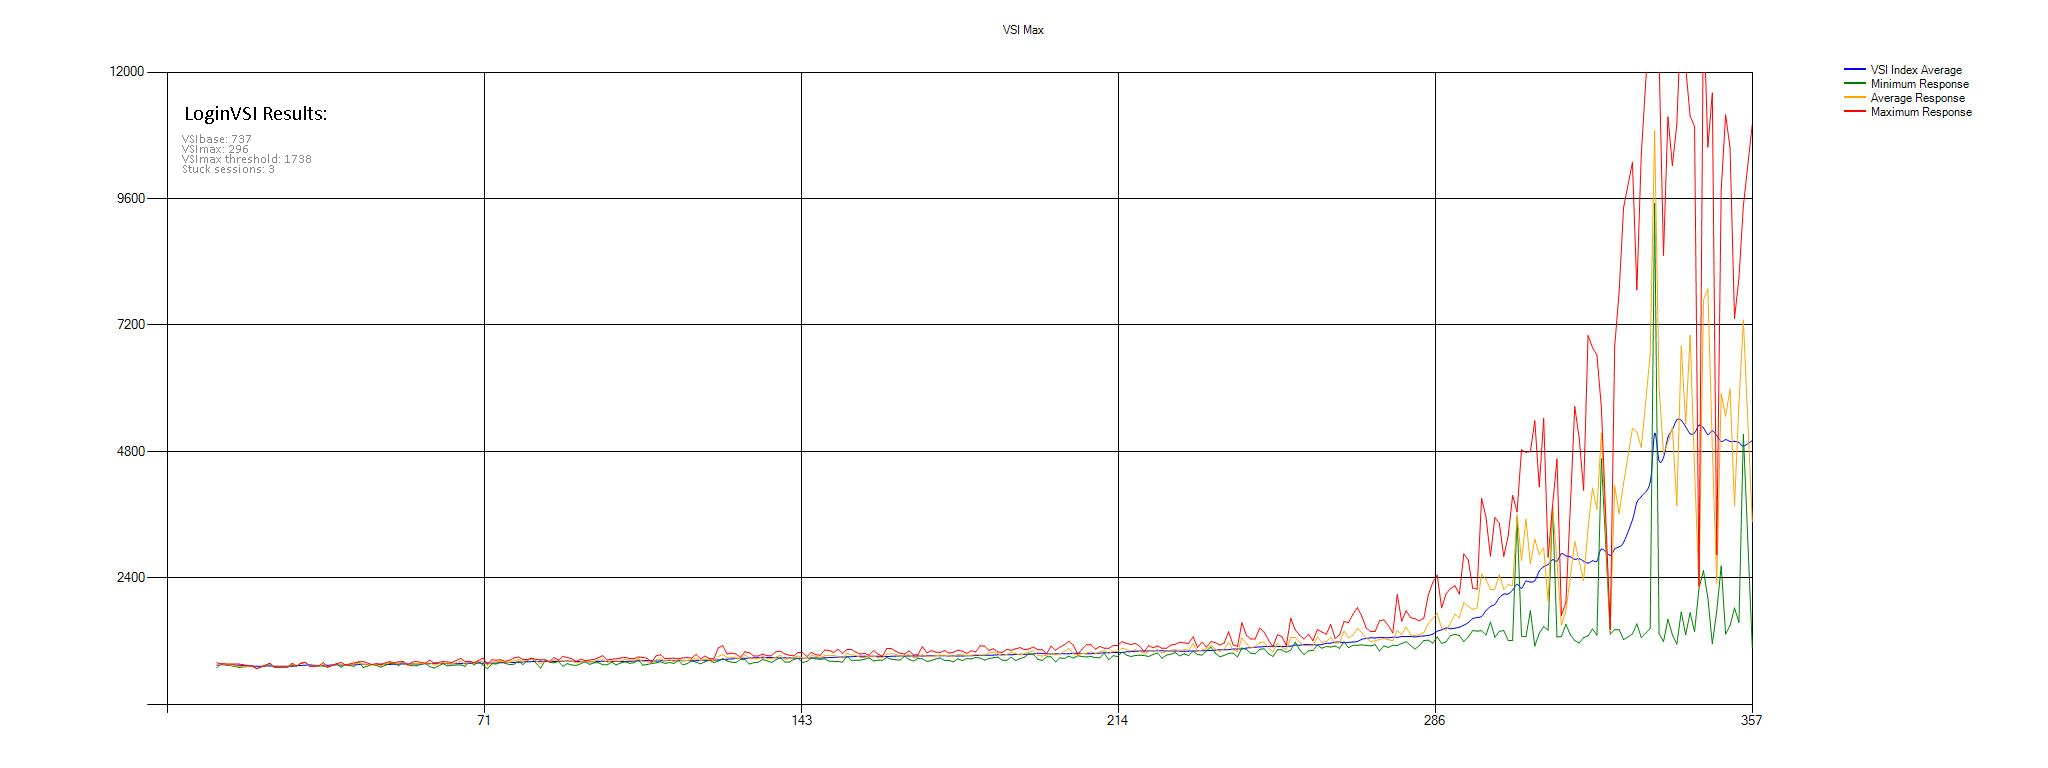 VSI Max
12000
9600
7200
4800
2400
LoginVSI Results:
VSIbase: 737
VSImax: 296
VSImax threshold: 1738
Stuck sessions: 3
VSI Index Average
Minimum Response
Average Response
Maximum Response
71
143
214
286
357